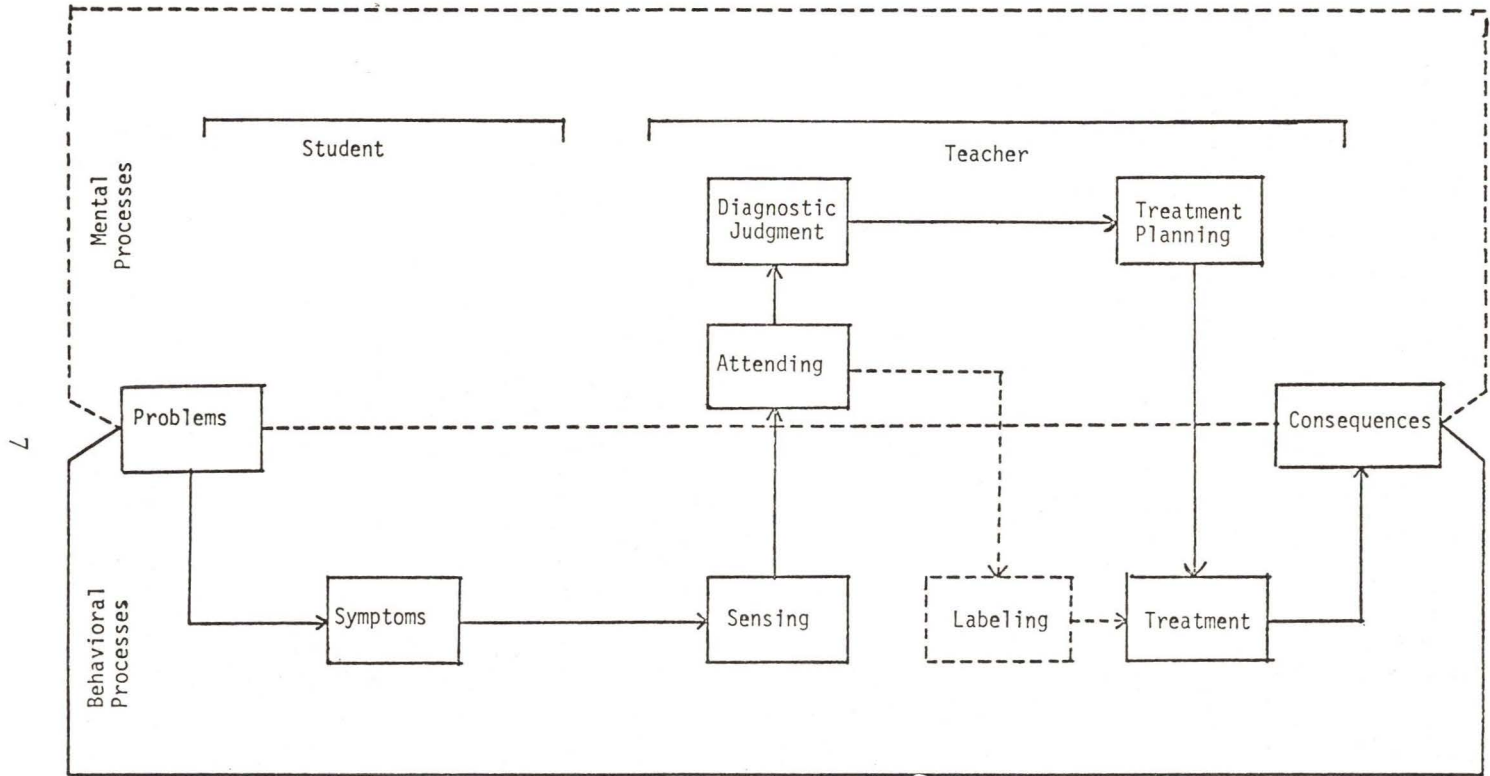 Student
Teacher
Mental
Processes
Diagnostic
Judgment
Treatment
Planning
Attending
Problems
Consequences
7
Behavioral
Processes
Symptoms
Sensing
Labeling
Treatment